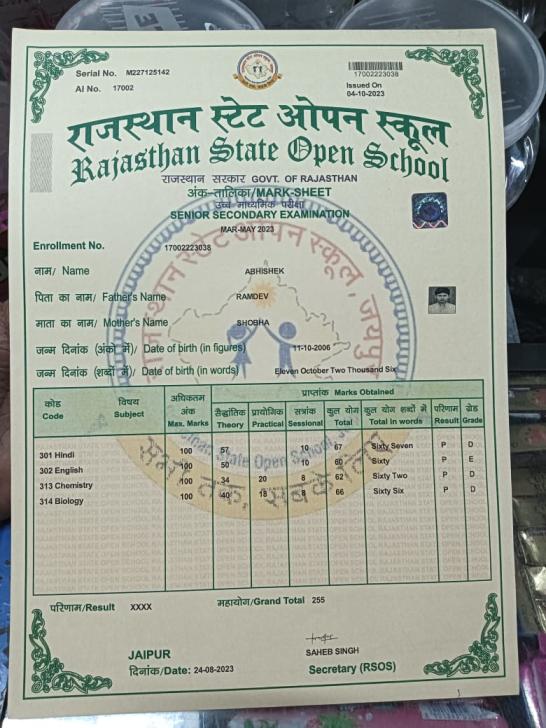 Serial No. M227125142
AI No. 17002
17002223038
Issued On
04-10-2023
राजस्थान स्टेट ओपन स्कूल
Rajasthan State Open School
राजस्थान सरकार GOVT. OF RAJASTHAN
अंक-तालिका/MARK-SHEET
उच्च माध्यमिक परीक्षा
SENIOR SECONDARY EXAMINATION
MAR-MAY 2023
Enrollment No. 17002223038
नाम/ Name ABHISHEK
पिता का नाम/ Father's Name RAMDEV
माता का नाम/ Mother's Name SHOBHA
जन्म दिनांक (अंको में)/ Date of birth (in figures) 11-10-2006
जन्म दिनांक (शब्दों में)/ Date of birth (in words) Eleven October Two Thousand Six
कोड Code विषय Subject अधिकतम अंक Max. Marks प्राप्तांक Marks Obtained
सैद्धांतिक Theory प्रायोगिक Practical सत्रांक Sessional कुल योग Total कुल योग शब्दों में Total in words परिणाम Result ग्रेड Grade
301 Hindi 100 57 10 67 Sixty Seven P D
302 English 100 50 10 60 Sixty P E
313 Chemistry 100 34 20 8 62 Sixty Two P D
314 Biology 100 40 18 8 66 Sixty Six P D
परिणाम/Result XXXX महायोग/Grand Total 255
SAHEB SINGH
JAIPUR
दिनांक/Date: 24-08-2023 Secretary (RSOS)